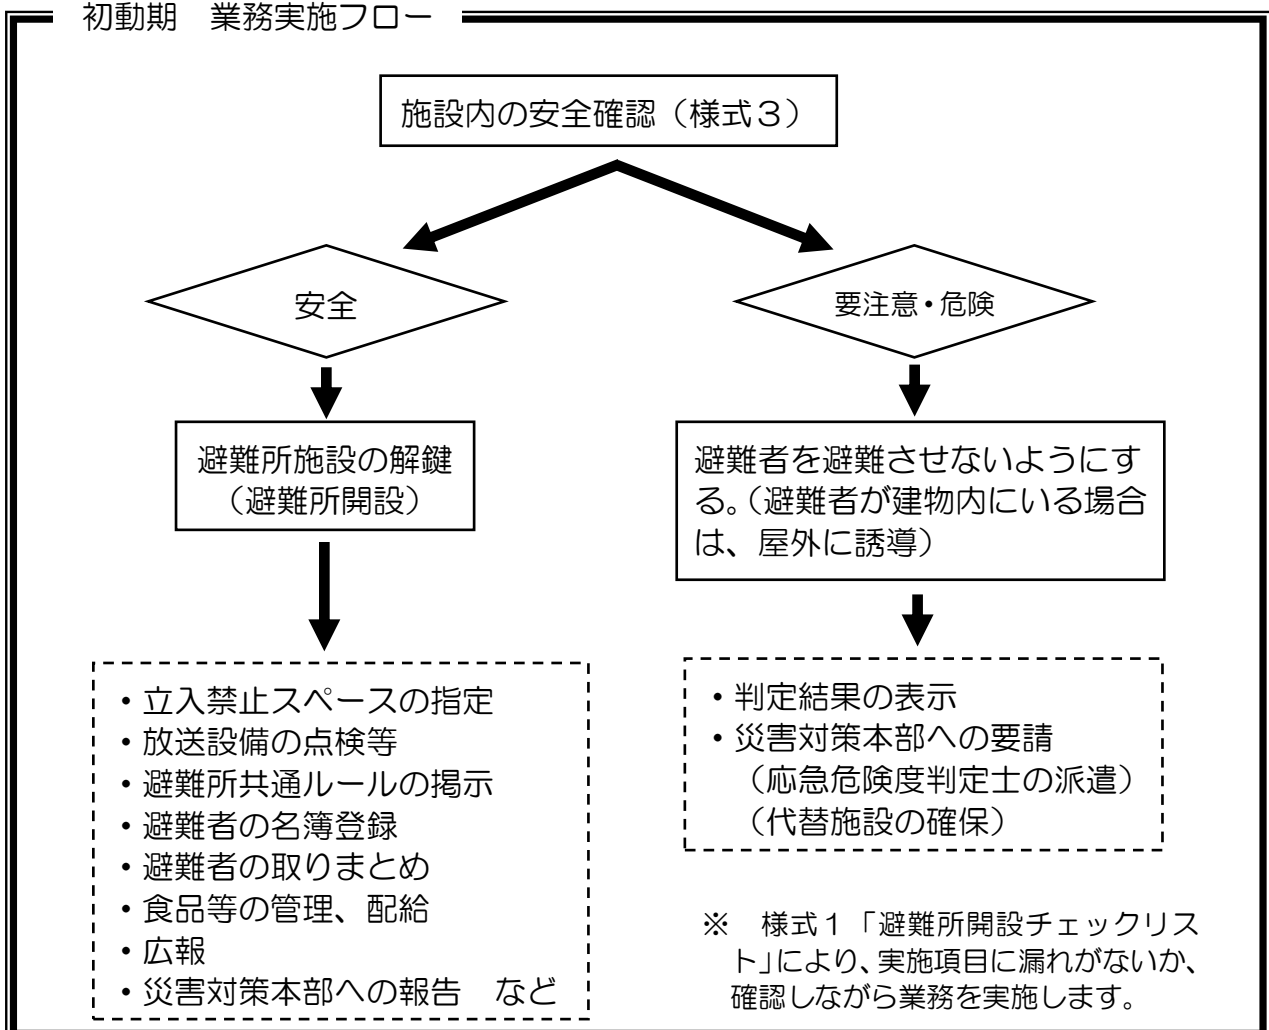 初動期　業務実施フロー
施設内の安全確認（様式３）
安全
要注意・危険
避難所施設の解鍵
（避難所開設）
避難者を避難させないようにす
る。（避難者が建物内にいる場合
は、屋外に誘導）
・立入禁止スペースの指定
・放送設備の点検等
・避難所共通ルールの掲示
・避難者の名簿登録
・避難者の取りまとめ
・食品等の管理、配給
・広報
・災害対策本部への報告　など
・判定結果の表示
・災害対策本部への要請
（応急危険度判定士の派遣）
（代替施設の確保）
※　様式１「避難所開設チェックリス
ト」により、実施項目に漏れがないか、
確認しながら業務を実施します。